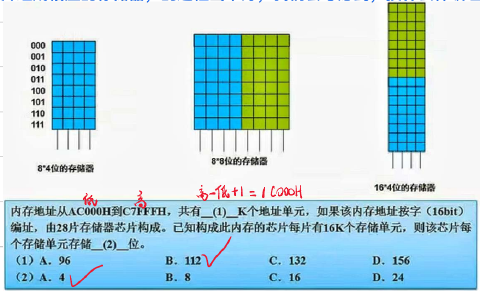 000
001
010
011
100
101
110
111
8*4位的存储器
8*8位的存储器
16*4位的存储器
低 高 高-低+1=1C000H
内存地址从AC000H到C7FFFH,共有__(1)__K个地址单元,如果该内存地址按字(16bit)
编址,由28片存储器芯片构成。已知构成此内存的芯片每片有16K个存储单元,则该芯片每
个存储单元存储__(2)__位。
(1)A. 96 B. 112 C. 132 D. 156
(2)A. 4 B. 8 C. 16 D. 24